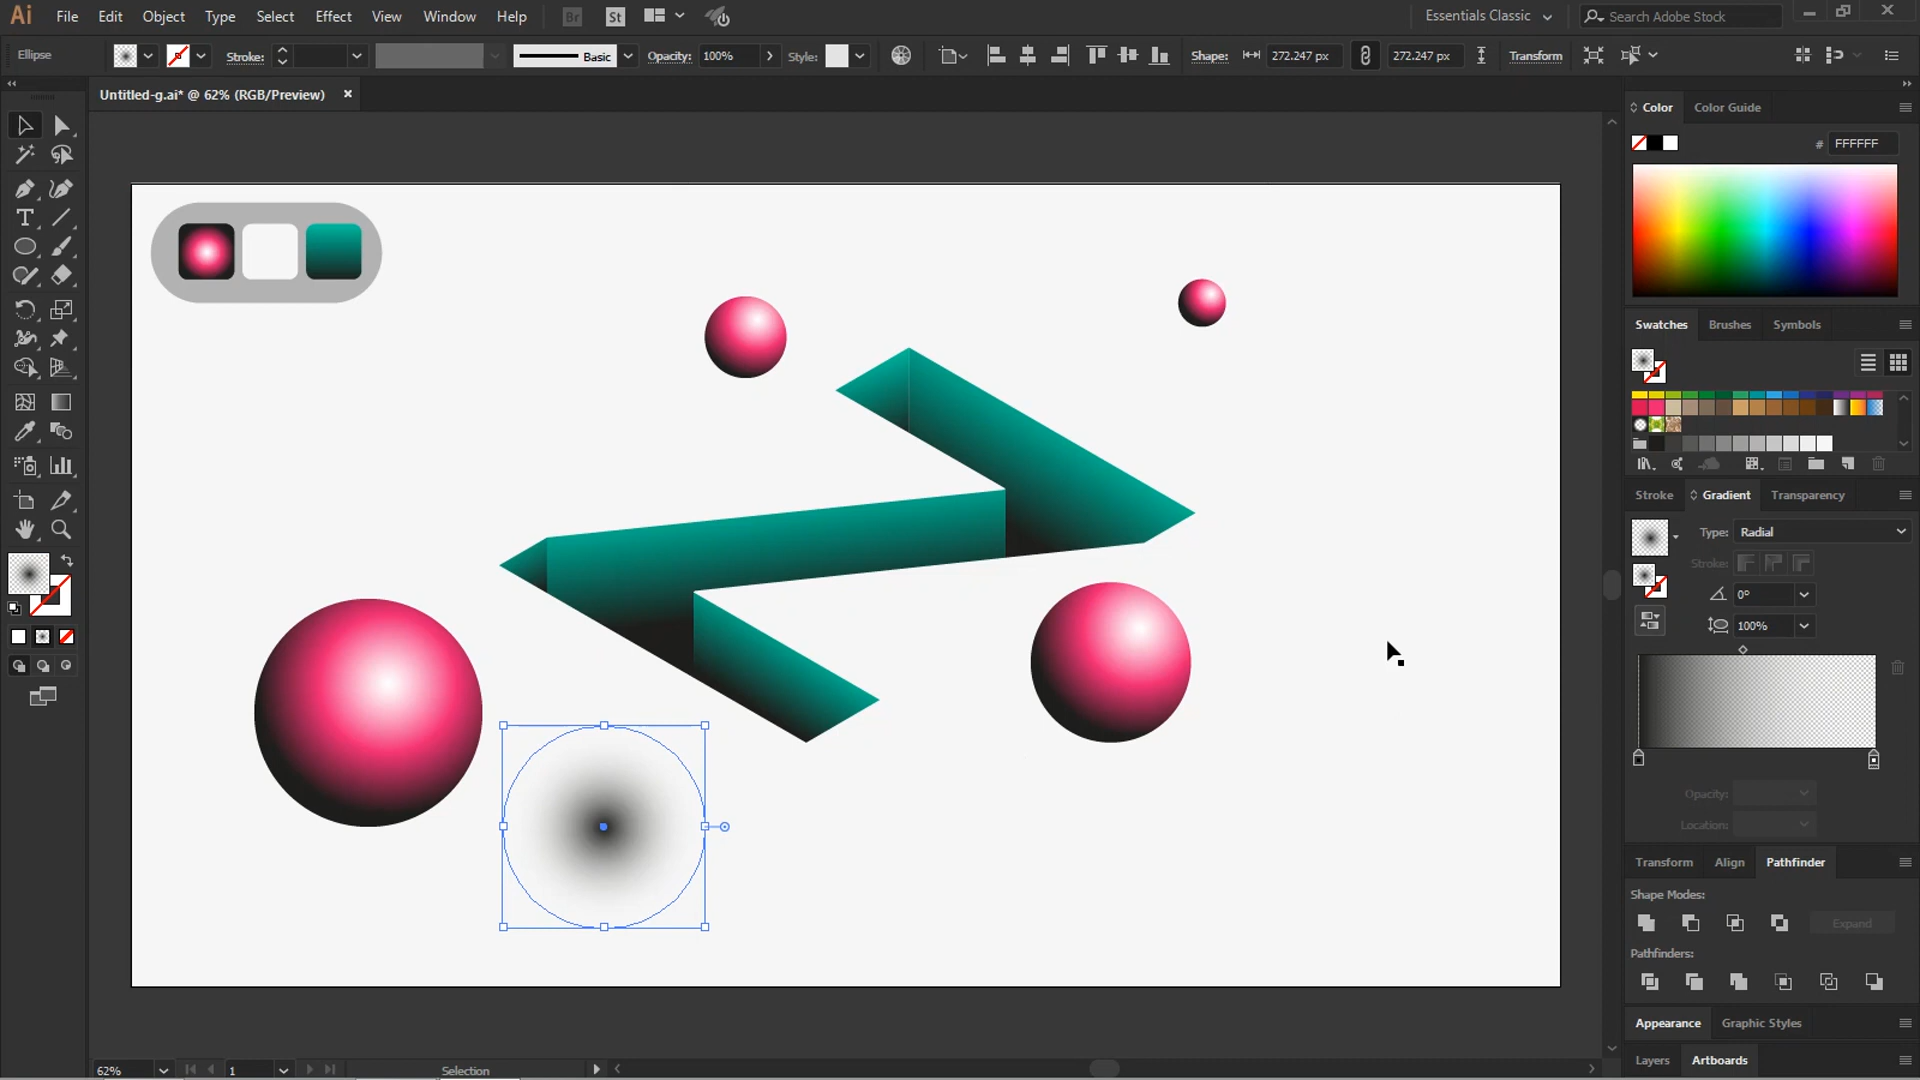 Ai File Edit Object Type Select Effect View Window Help Br St Essentials Classic Search Adobe Stock
Ellipse Stroke: Basic Opacity: 100% Style: Shape: 272.247 px 272.247 px Transform
Untitled-g.ai* @ 62% (RGB/Preview)
Color Color Guide
# FFFFFF
Swatches Brushes Symbols
Stroke Gradient Transparency
Type: Radial
Stroke:
0°
100%
Opacity:
Location:
Transform Align Pathfinder
Shape Modes:
Expand
Pathfinders:
Appearance Graphic Styles
Layers Artboards
62% 1 Selection